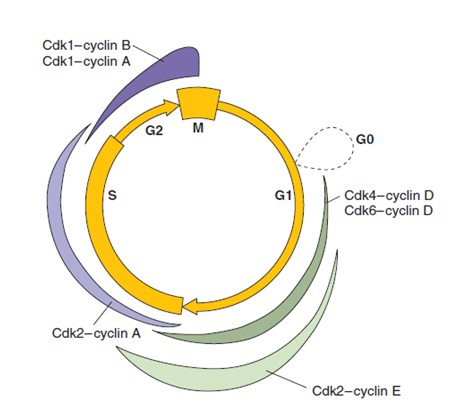 Cdk1–cyclin B
Cdk1–cyclin A
G2
M
G0
S
G1
Cdk4–cyclin D
Cdk6–cyclin D
Cdk2–cyclin A
Cdk2–cyclin E